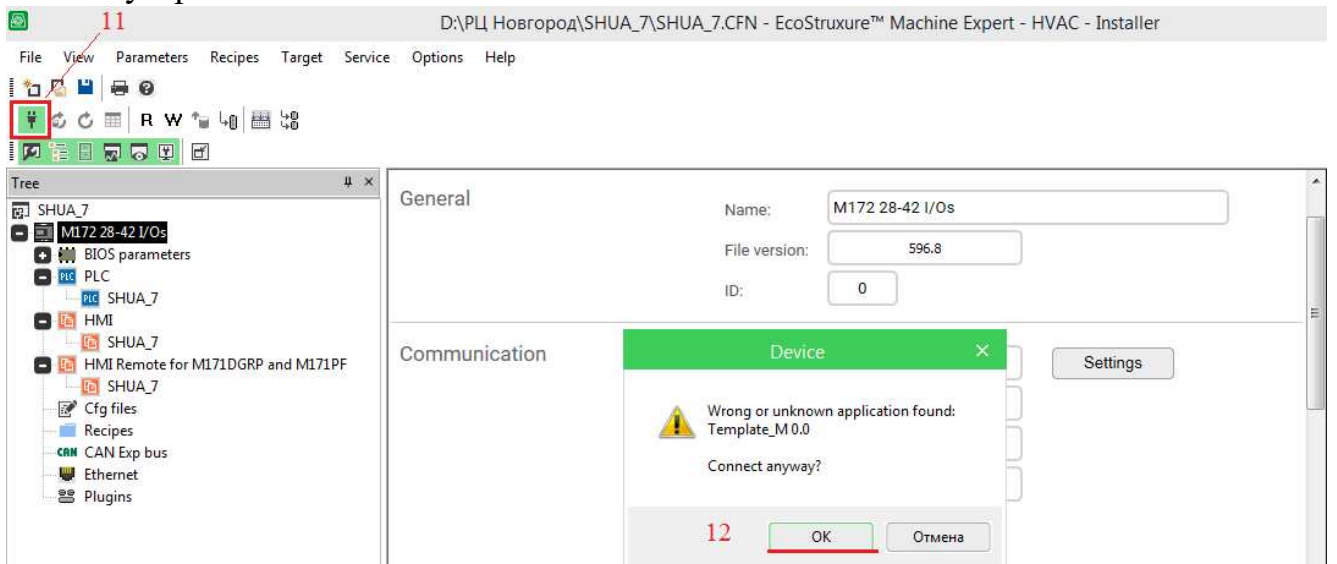 11
D:\РЦ Новгород\SHUA_7\SHUA_7.CFN - EcoStruxure™ Machine Expert - HVAC - Installer
File View Parameters Recipes Target Service Options Help
R W
Tree
SHUA_7
M172 28-42 I/Os
BIOS parameters
PLC PLC
PLC SHUA_7
HMI
SHUA_7
HMI Remote for M171DGRP and M171PF
SHUA_7
Cfg files
Recipes
CAN CAN Exp bus
Ethernet
Plugins
General
Name: M172 28-42 I/Os
File version: 596.8
ID: 0
Communication
Settings
Device
Wrong or unknown application found:
Template_M 0.0
Connect anyway?
12 OK Отмена